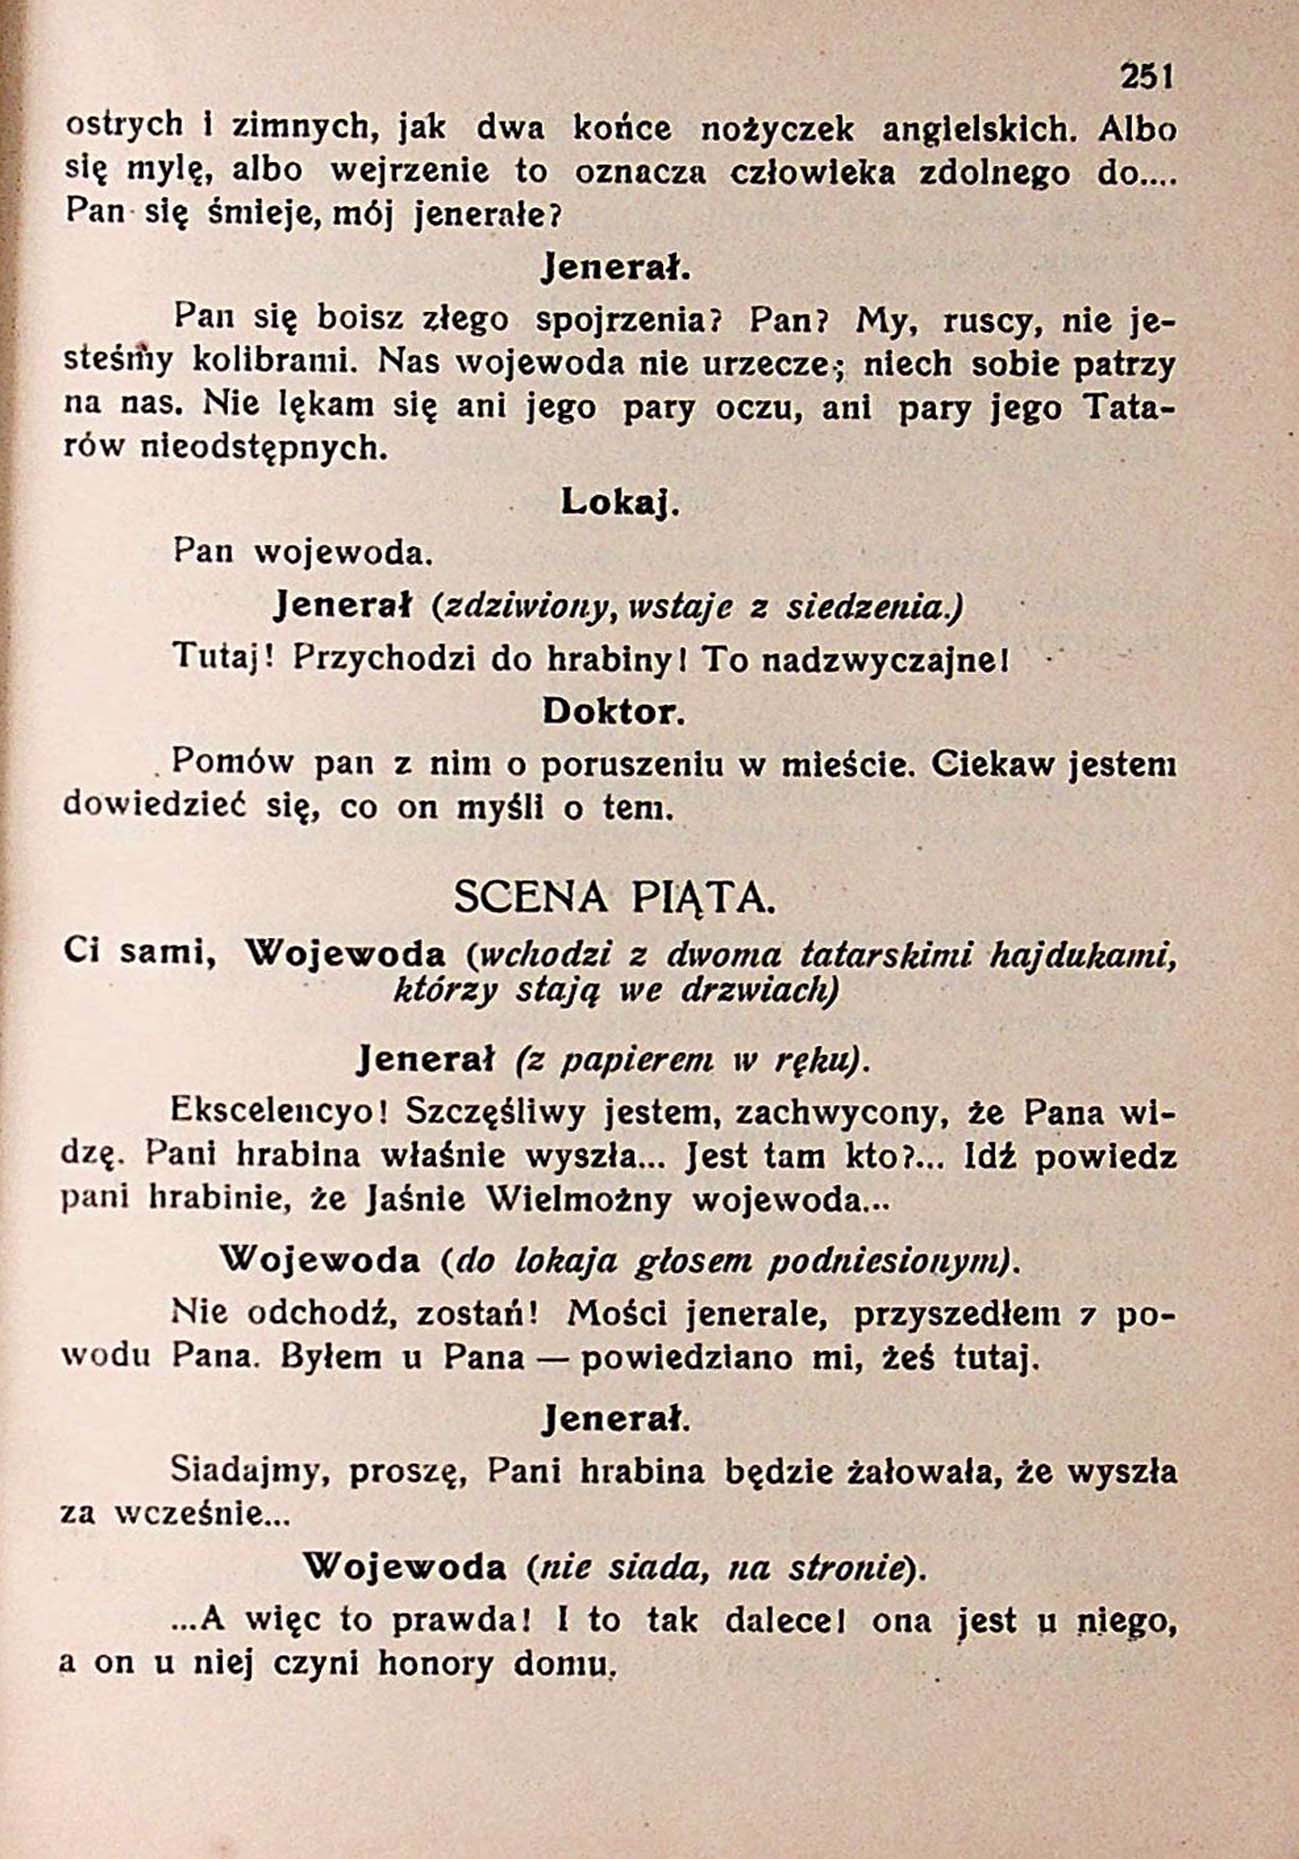 251
ostrych i zimnych, jak dwa końce nożyczek angielskich. Albo
się mylę, albo wejrzenie to oznacza człowieka zdolnego do....
Pan się śmieje, mój jenerałe?
Jenerał.
Pan się boisz złego spojrzenia? Pan? My, ruscy, nie je-
steśmy kolibrami. Nas wojewoda nie urzecze; niech sobie patrzy
na nas. Nie lękam się ani jego pary oczu, ani pary jego Tata-
rów nieodstępnych.
Lokaj.
Pan wojewoda.
Jenerał (zdziwiony, wstaje z siedzenia.)
Tutaj! Przychodzi do hrabiny! To nadzwyczajne!
Doktor.
Pomów pan z nim o poruszeniu w mieście. Ciekaw jestem
dowiedzieć się, co on myśli o tem.
SCENA PIĄTA.
Ci sami, Wojewoda (wchodzi z dwoma tatarskimi hajdukami,
którzy stają we drzwiach)
Jenerał (z papierem w ręku).
Ekscelencyo! Szczęśliwy jestem, zachwycony, że Pana wi-
dzę. Pani hrabina właśnie wyszła... Jest tam kto?... Idź powiedz
pani hrabinie, że Jaśnie Wielmożny wojewoda...
Wojewoda (do lokaja głosem podniesionym).
Nie odchodź, zostań! Mości jenerale, przyszedłem z po-
wodu Pana. Byłem u Pana — powiedziano mi, żeś tutaj.
Jenerał.
Siadajmy, proszę, Pani hrabina będzie żałowała, że wyszła
za wcześnie...
Wojewoda (nie siada, na stronie).
...A więc to prawda! I to tak dalece! ona jest u niego,
a on u niej czyni honory domu.